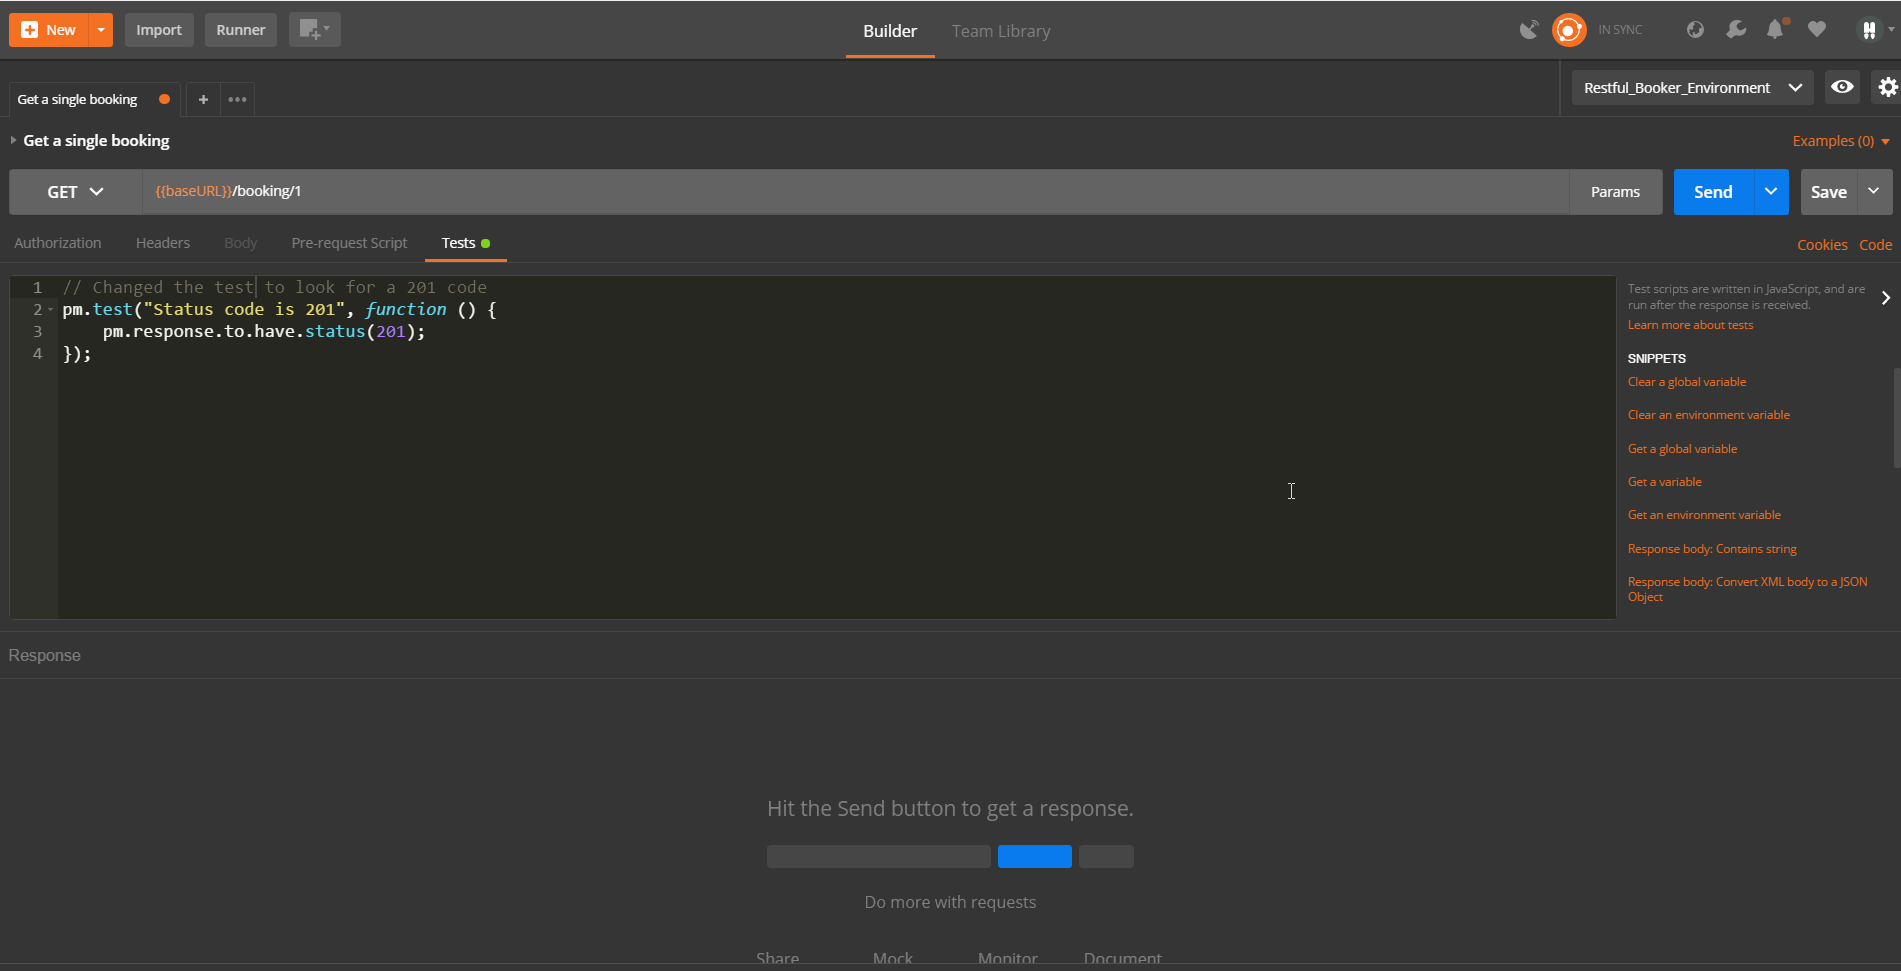 New
Import
Runner
Builder
Team Library
IN SYNC
Get a single booking
+
Restful_Booker_Environment
Get a single booking
Examples (0)
GET
{{baseURL}}/booking/1
Params
Send
Save
Authorization
Headers
Body
Pre-request Script
Tests
Cookies
Code
1 // Changed the test to look for a 201 code
2 pm.test("Status code is 201", function () {
3 pm.response.to.have.status(201);
4 });
Test scripts are written in JavaScript, and are
run after the response is received.
Learn more about tests
SNIPPETS
Clear a global variable
Clear an environment variable
Get a global variable
Get a variable
Get an environment variable
Response body: Contains string
Response body: Convert XML body to a JSON
Object
Response
Hit the Send button to get a response.
Do more with requests
Share
Mock
Monitor
Document